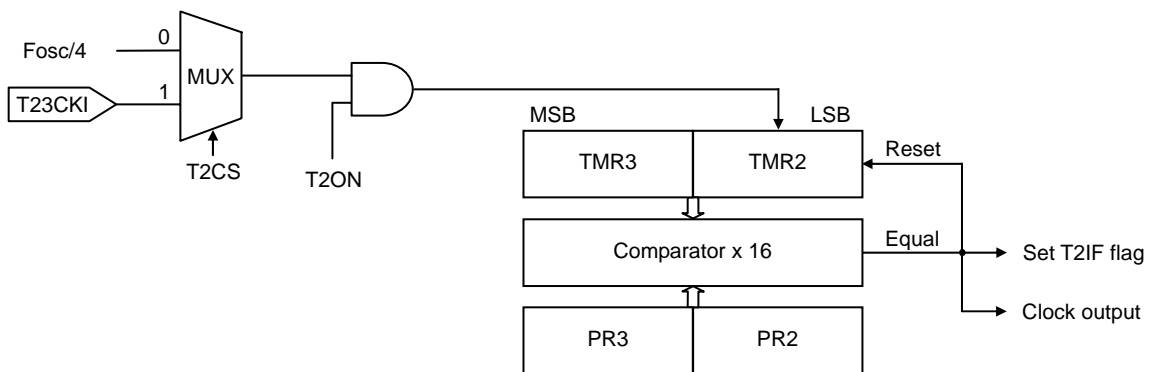 Fosc/4
0
MUX
T23CKI
1
T2CS
T2ON
MSB
LSB
TMR3
TMR2
Reset
Comparator x 16
Equal
Set T2IF flag
Clock output
PR3
PR2